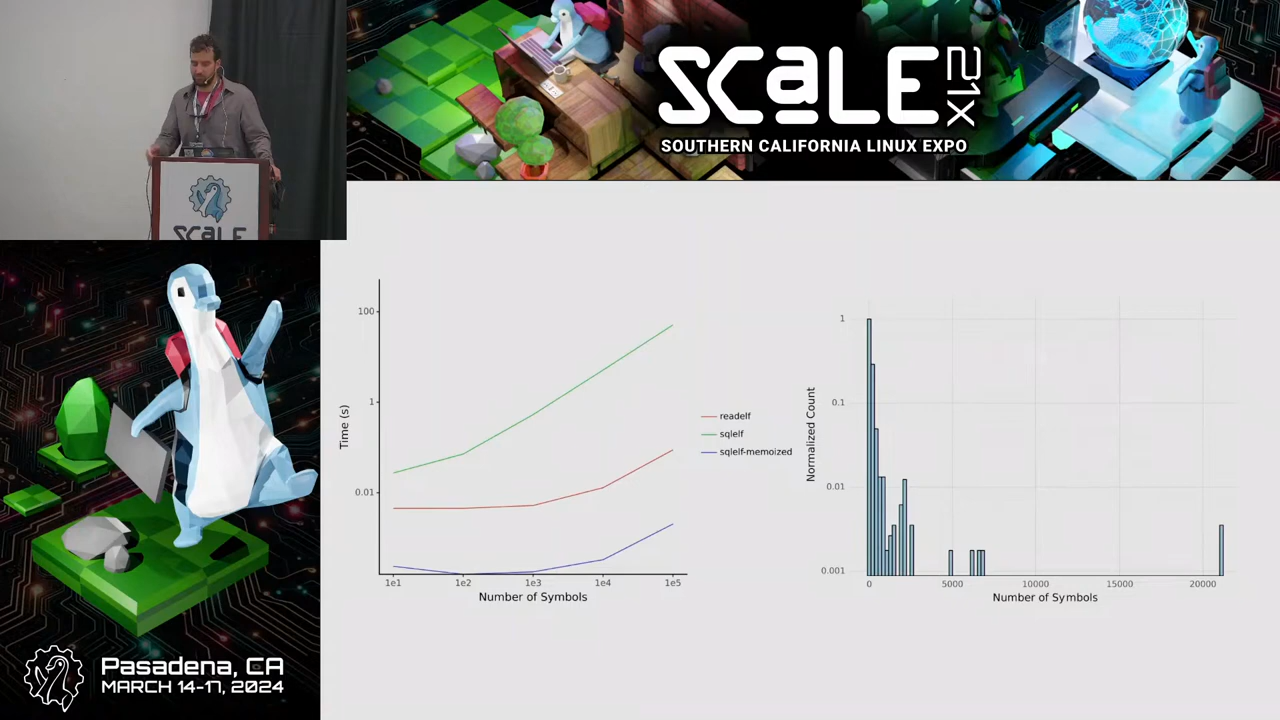 SCALE
21X
SOUTHERN CALIFORNIA LINUX EXPO
SCALE
Time (s)
100
1
0.01
1e1
1e2
1e3
1e4
1e5
Number of Symbols
readelf
sqlelf
sqlelf-memoized
Normalized Count
1
0.1
0.01
0.001
0
5000
10000
15000
20000
Number of Symbols
Pasadena, CA
MARCH 14-17, 2024